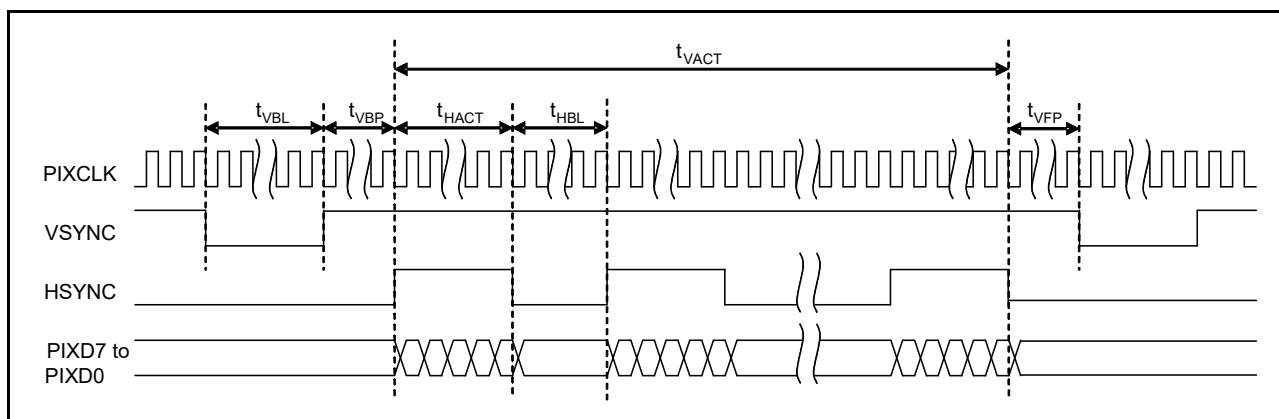 tVACT
tVBL tVBP tHACT tHBL tVFP
PIXCLK
VSYNC
HSYNC
PIXD7 to
PIXD0